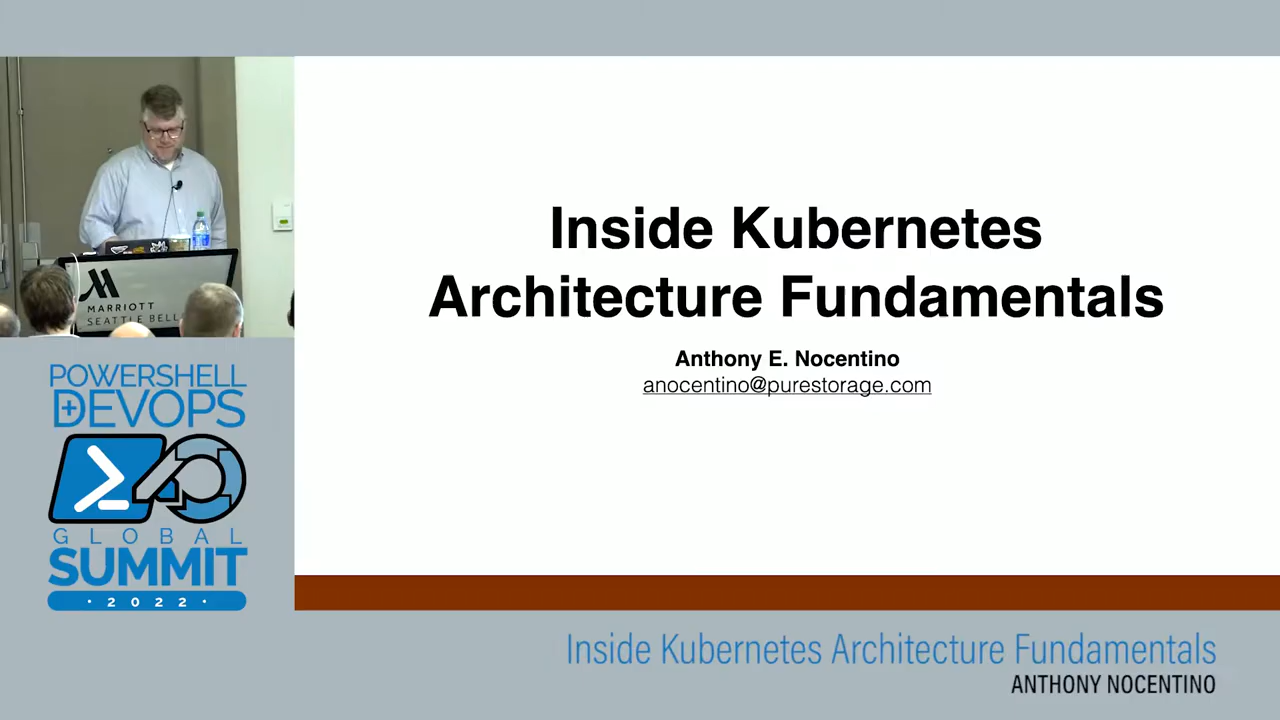 Inside Kubernetes
Architecture Fundamentals
Anthony E. Nocentino
anocentino@purestorage.com
MARRIOTT
SEATTLE BELL
POWERSHELL
+DEVOPS
GLOBAL
SUMMIT
· 2022 ·
Inside Kubernetes Architecture Fundamentals
ANTHONY NOCENTINO